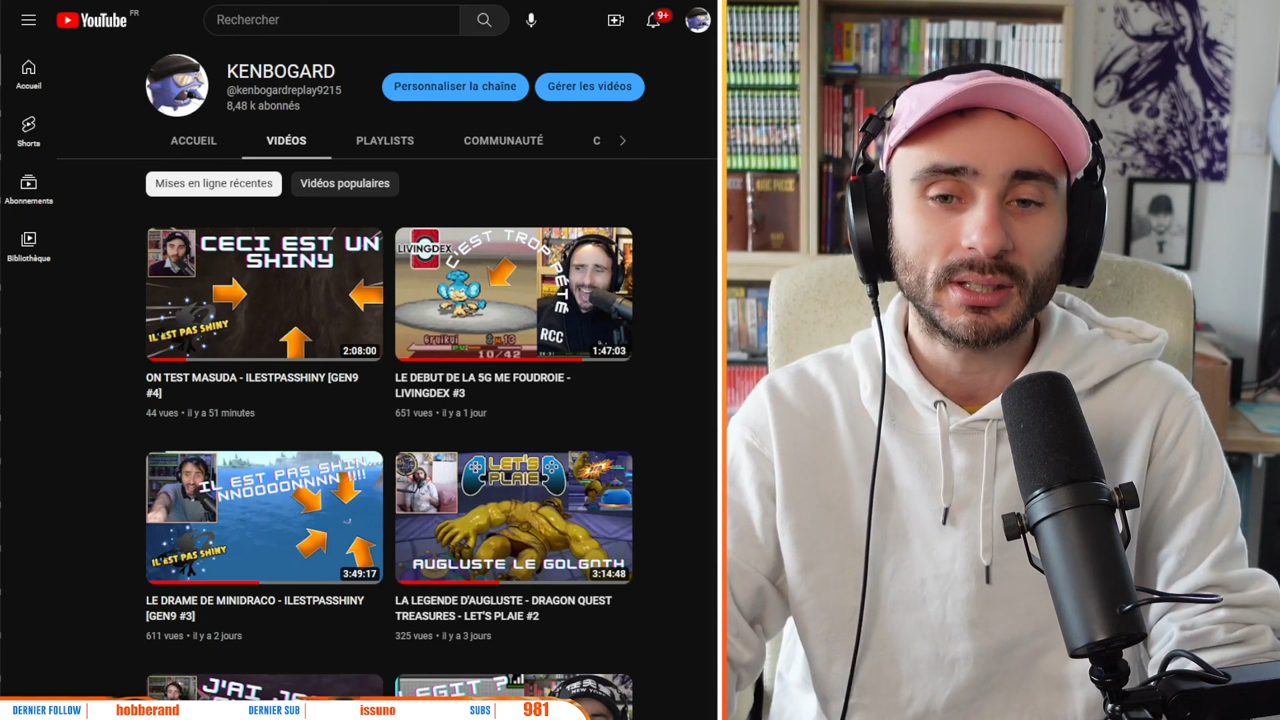 YouTube FR
Rechercher
9+
Accueil
Shorts
Abonnements
Bibliothèque
KENBOGARD
@kenbogardreplay9215
8,48 k abonnés
Personnaliser la chaîne
Gérer les vidéos
ACCUEIL
VIDÉOS
PLAYLISTS
COMMUNAUTÉ
C
Mises en ligne récentes
Vidéos populaires
CECI EST UN
SHINY
IL'EST PAS SHINY
2:08:00
LIVINGDEX
C'EST TROP
PÉTÉ
RCC
10/42
1:47:03
ON TEST MASUDA - ILESTPASSHINY [GEN9
#4]
44 vues • il y a 51 minutes
LE DEBUT DE LA 5G ME FOUDROIE -
LIVINGDEX #3
651 vues • il y a 1 jour
IL EST PAS SHIN
NNOOOONNNN !!!!
IL'EST PAS SHINY
3:49:17
LET'S
PLAIE
AUGLUSTE LE GOLGOTH
3:14:48
LE DRAME DE MINIDRACO - ILESTPASSHINY
[GEN9 #3]
611 vues • il y a 2 jours
LA LEGENDE D'AUGLUSTE - DRAGON QUEST
TREASURES - LET'S PLAIE #2
325 vues • il y a 3 jours
J'AI
DERNIER FOLLOW
hobberand
DERNIER SUB
issuno
SUBS
981